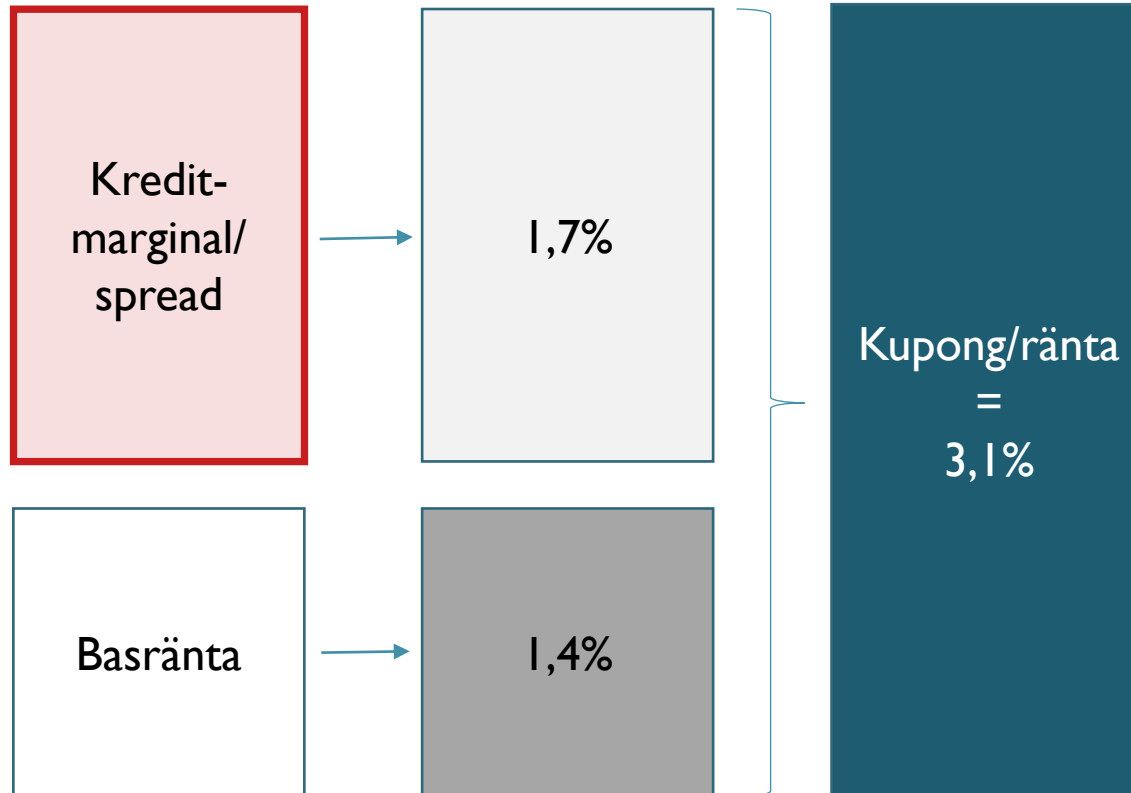 Kredit-
marginal/
spread
1,7%
Kupong/ränta
=
3,1%
Basränta
1,4%